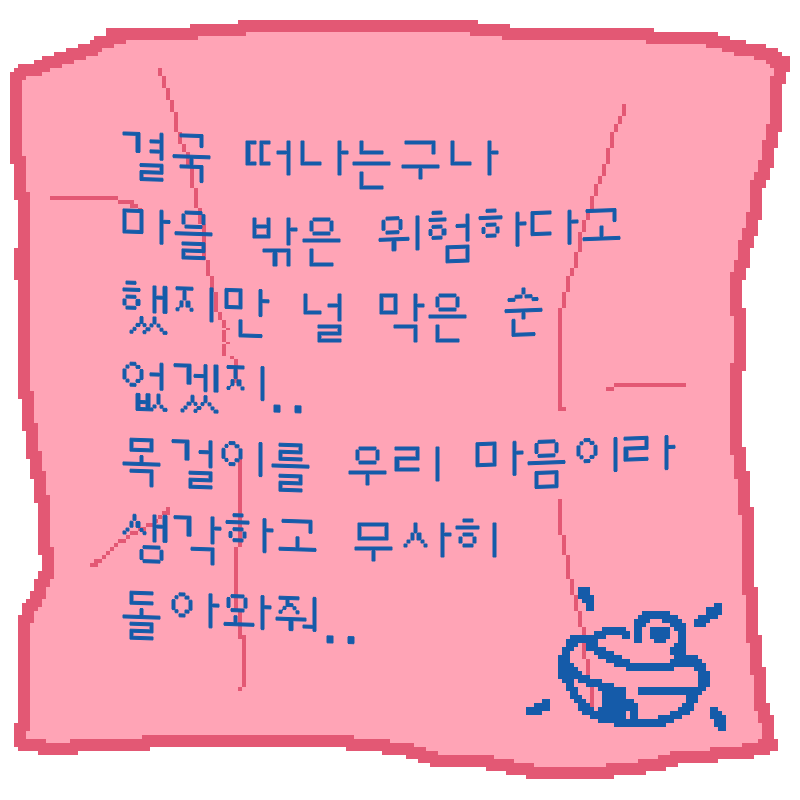 결국 떠나는구나
마을 밖은 위험하다고
했지만 널 막은 순
없겠지..
목걸이를 우리 마음이라
생각하고 무사히
돌아와줘..